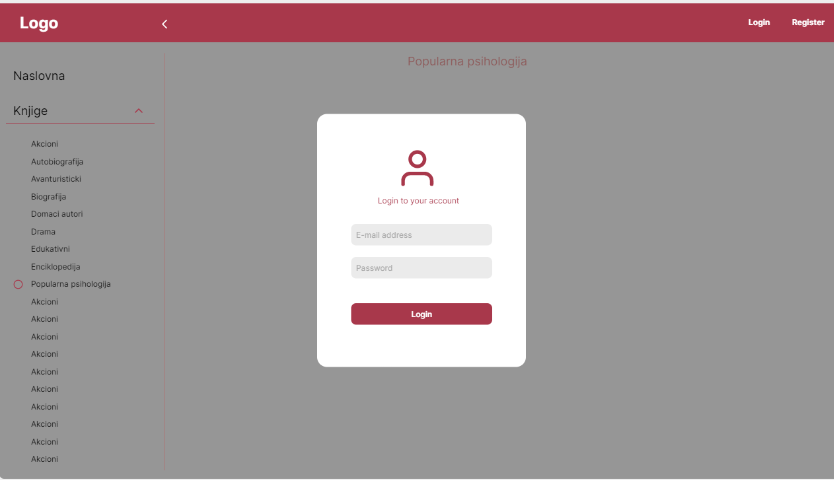 Logo
Login
Register
Naslovna
Knjige
Akcioni
Autobiografija
Avanturisticki
Biografija
Domaci autori
Drama
Edukativni
Enciklopedija
Popularna psihologija
Akcioni
Akcioni
Akcioni
Akcioni
Akcioni
Akcioni
Akcioni
Akcioni
Akcioni
Akcioni
Popularna psihologija
Login to your account
E-mail address
Password
Login